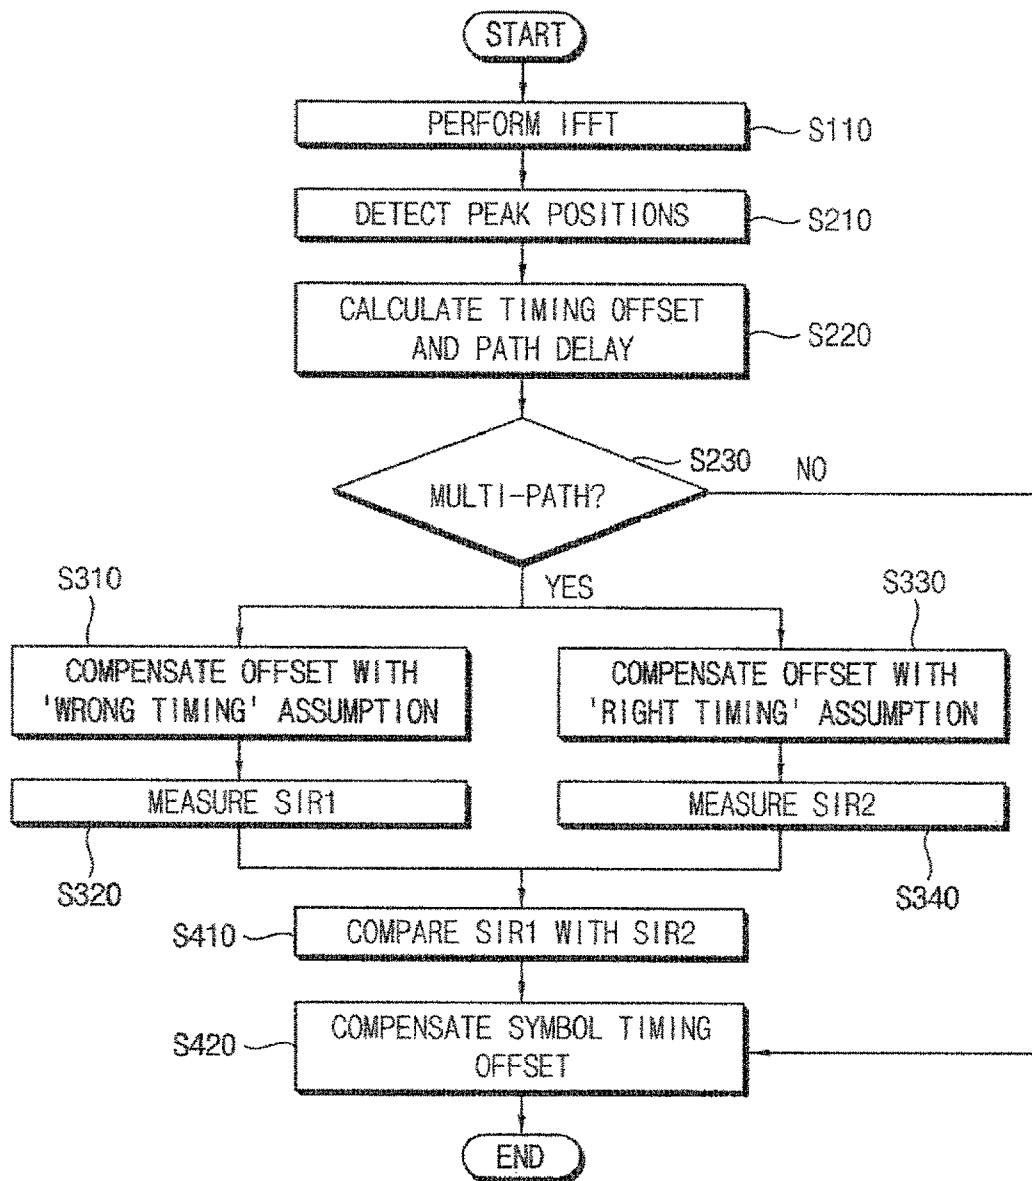 START
PERFORM IFFT
S110
DETECT PEAK POSITIONS
S210
CALCULATE TIMING OFFSET
AND PATH DELAY
S220
MULTI-PATH?
S230
NO
YES
S310
COMPENSATE OFFSET WITH
'WRONG TIMING' ASSUMPTION
S330
COMPENSATE OFFSET WITH
'RIGHT TIMING' ASSUMPTION
MEASURE SIR1
S320
MEASURE SIR2
S340
S410
COMPARE SIR1 WITH SIR2
S420
COMPENSATE SYMBOL TIMING
OFFSET
END